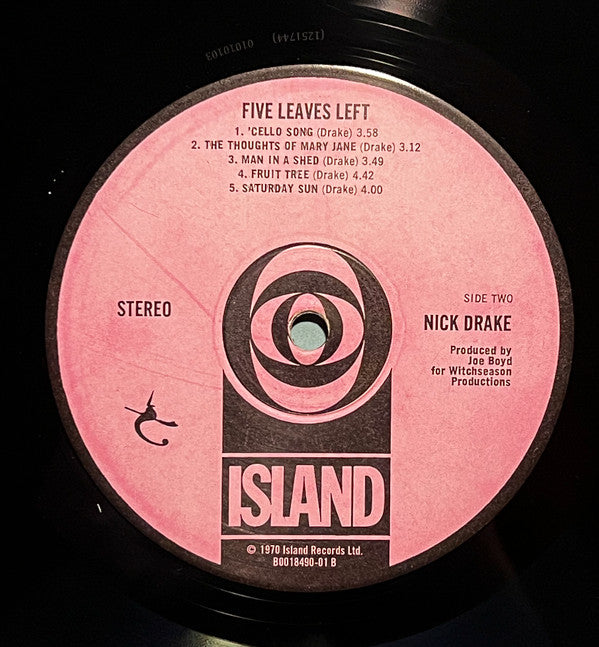 (1251744) 01010103
FIVE LEAVES LEFT
1. 'CELLO SONG (Drake) 3.58
2. THE THOUGHTS OF MARY JANE (Drake) 3.12
3. MAN IN A SHED (Drake) 3.49
4. FRUIT TREE (Drake) 4.42
5. SATURDAY SUN (Drake) 4.00
STEREO
SIDE TWO
NICK DRAKE
Produced by
Joe Boyd
for Witchseason
Productions
ISLAND
© 1970 Island Records Ltd.
B0018490-01 B